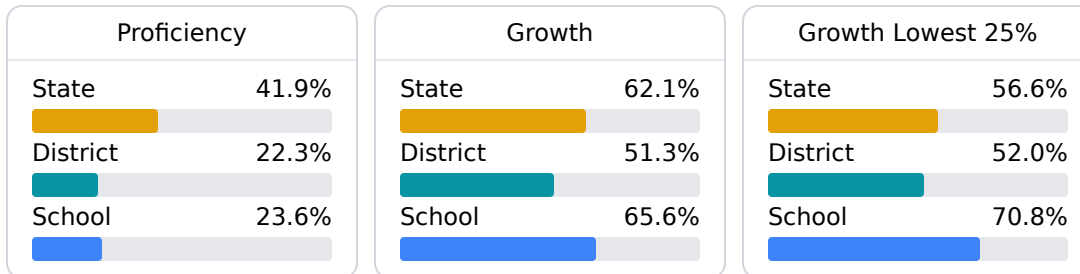 Proficiency
State 41.9%
District 22.3%
School 23.6%
Growth
State 62.1%
District 51.3%
School 65.6%
Growth Lowest 25%
State 56.6%
District 52.0%
School 70.8%